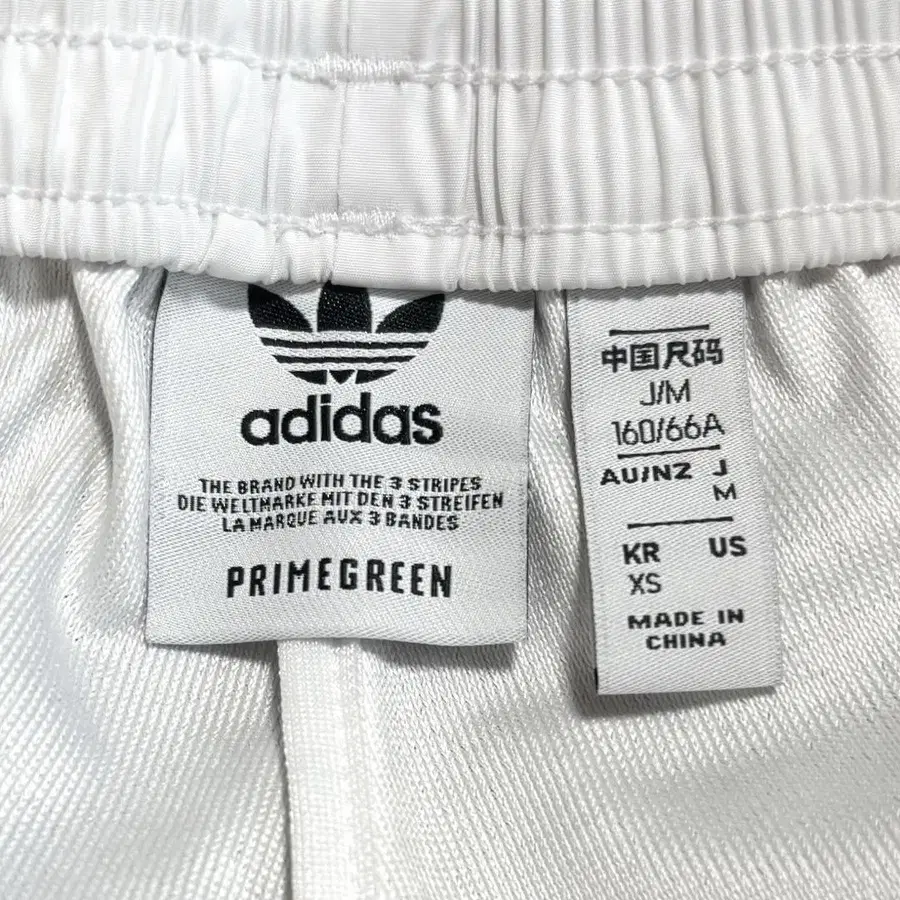 adidas
THE BRAND WITH THE 3 STRIPES
DIE WELTMARKE MIT DEN 3 STREIFEN
LA MARQUE AUX 3 BANDES
PRIMEGREEN
中国尺码
J/M
160/66A
AU/NZ J
M
KR US
XS
MADE IN
CHINA